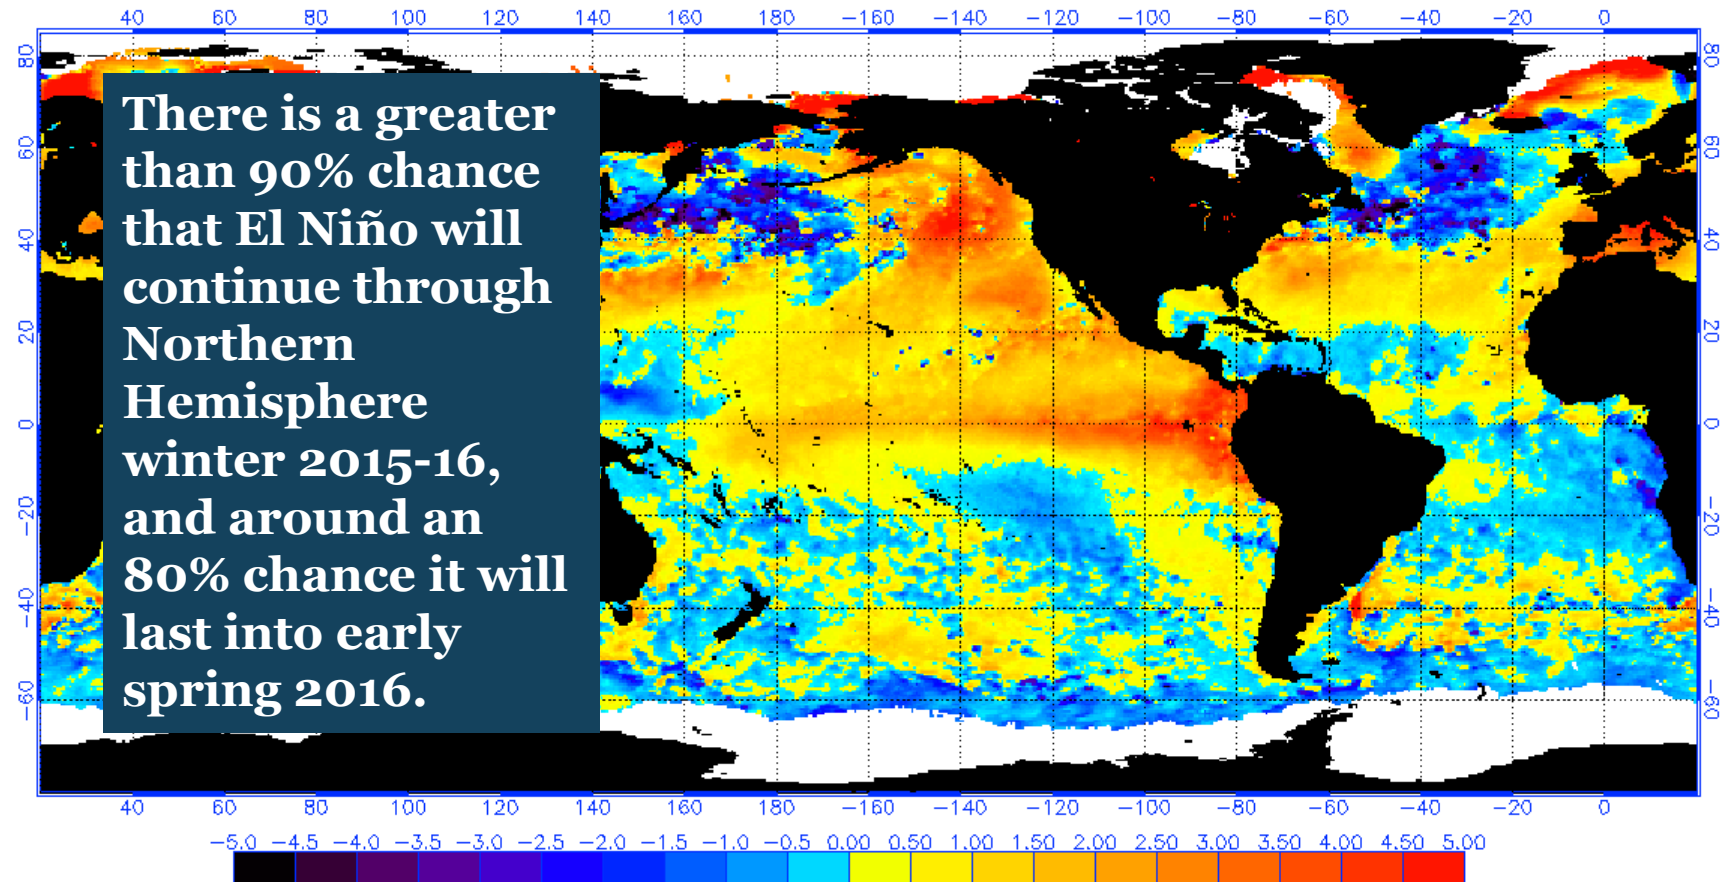 40 60 80 100 120 140 160 180 −160 −140 −120 −100 −80 −60 −40 −20 0
80 80
60 60
40 40
20 20
0 0
−20 −20
−40 −40
−60 −60
There is a greater
than 90% chance
that El Niño will
continue through
Northern
Hemisphere
winter 2015-16,
and around an
80% chance it will
last into early
spring 2016.
40 60 80 100 120 140 160 180 −160 −140 −120 −100 −80 −60 −40 −20 0
−5.0 −4.5 −4.0 −3.5 −3.0 −2.5 −2.0 −1.5 −1.0 −0.5 0.00 0.50 1.00 1.50 2.00 2.50 3.00 3.50 4.00 4.50 5.00